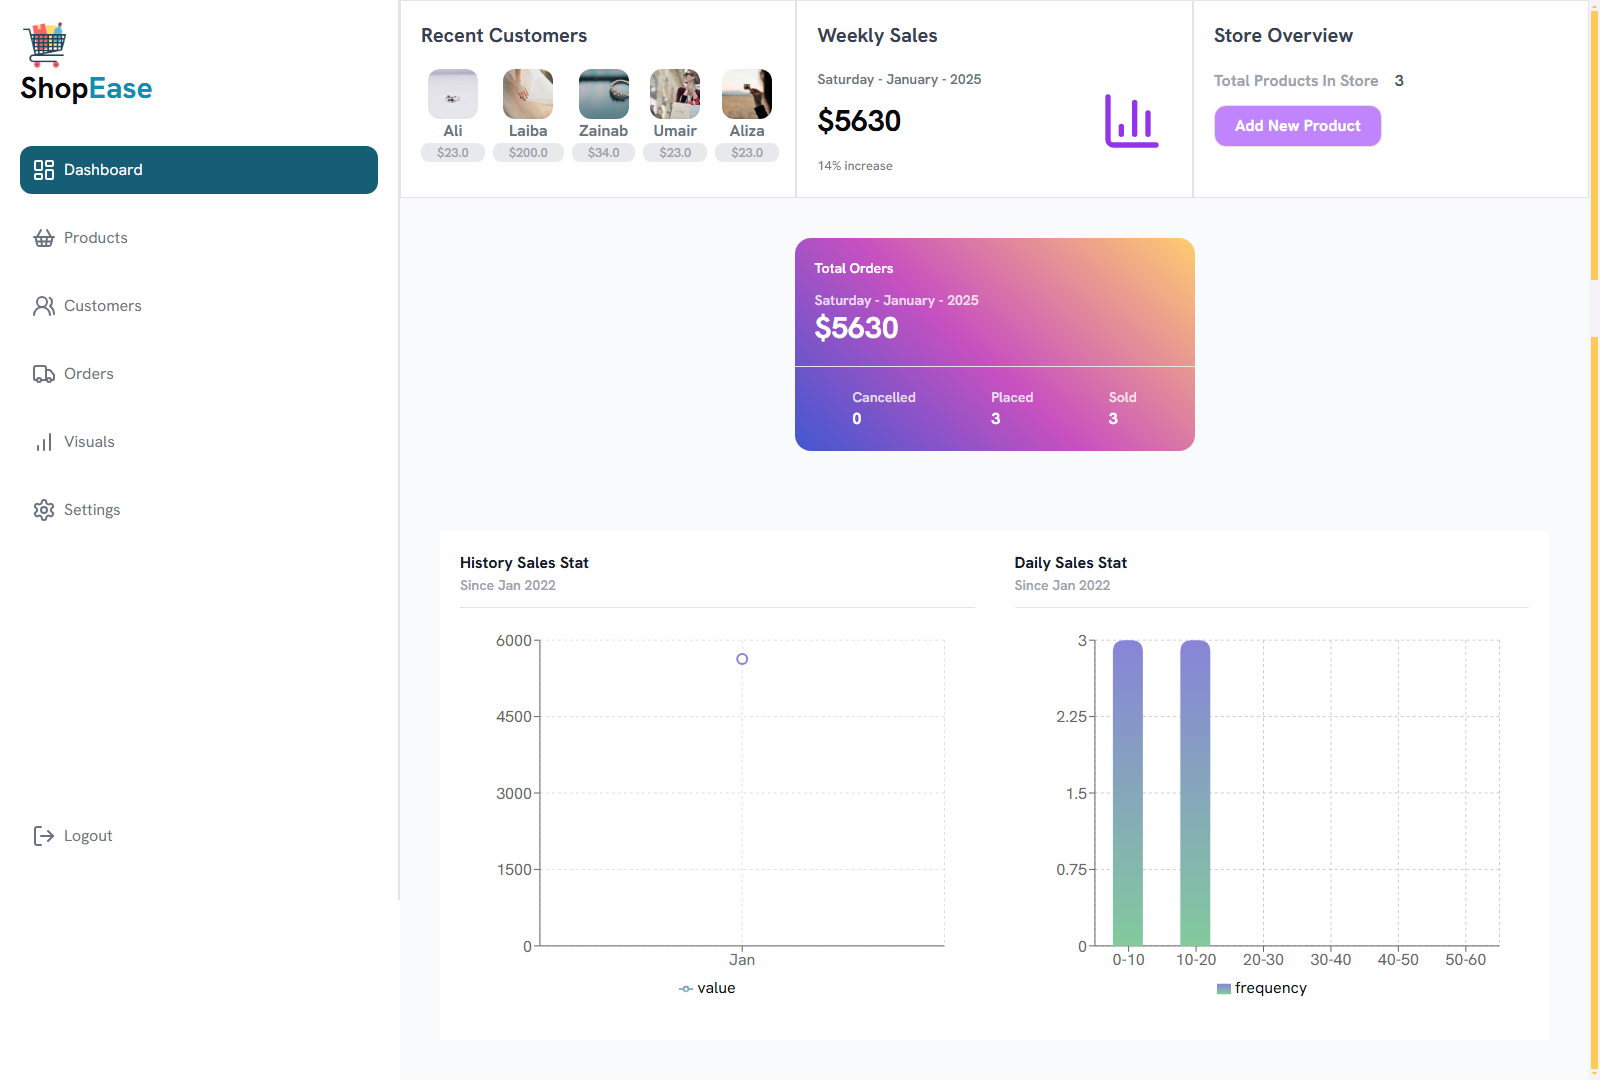 ShopEase
Dashboard
Products
Customers
Orders
Visuals
Settings
Logout
Recent Customers
Ali Laiba Zainab Umair Aliza
$23.0 $200.0 $34.0 $23.0 $23.0
Weekly Sales
Saturday - January - 2025
$5630
14% increase
Store Overview
Total Products In Store 3
Add New Product
Total Orders
Saturday - January - 2025
$5630
Cancelled Placed Sold
0 3 3
History Sales Stat
Since Jan 2022
6000
4500
3000
1500
0
Jan
value
Daily Sales Stat
Since Jan 2022
3
2.25
1.5
0.75
0
0-10 10-20 20-30 30-40 40-50 50-60
frequency